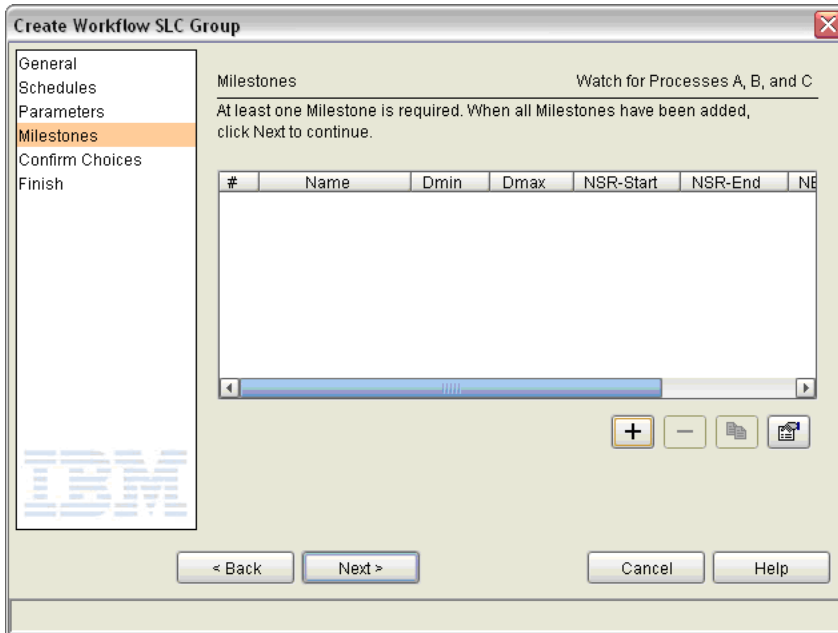 Create Workflow SLC Group
General
Schedules
Parameters
Milestones
Confirm Choices
Finish
IBM
Milestones Watch for Processes A, B, and C
At least one Milestone is required. When all Milestones have been added,
click Next to continue.
# Name Dmin Dmax NSR-Start NSR-End
< Back Next > Cancel Help